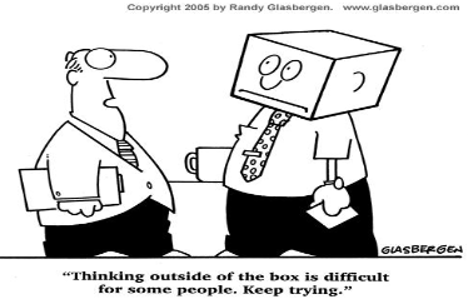 Copyright 2005 by Randy Glasbergen.   www.glasbergen.com
GLASBERGEN
“Thinking outside of the box is difficult
for some people. Keep trying.”